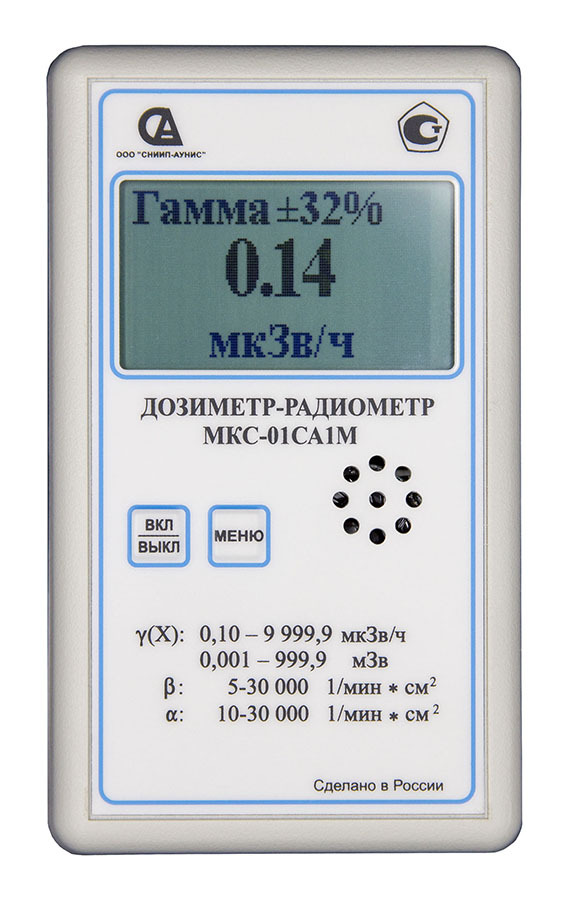 СА
ООО "СНИИП-АУНИС"
Ст
Гамма ±32%
0.14
мкЗв/ч
ДОЗИМЕТР-РАДИОМЕТР
МКС-01СА1М
ВКЛ
ВЫКЛ
МЕНЮ
γ(X): 0,10 – 9 999,9 мкЗв/ч
0,001 – 999,9 мЗв
β: 5-30 000 1/мин * см²
α: 10-30 000 1/мин * см²
Сделано в России